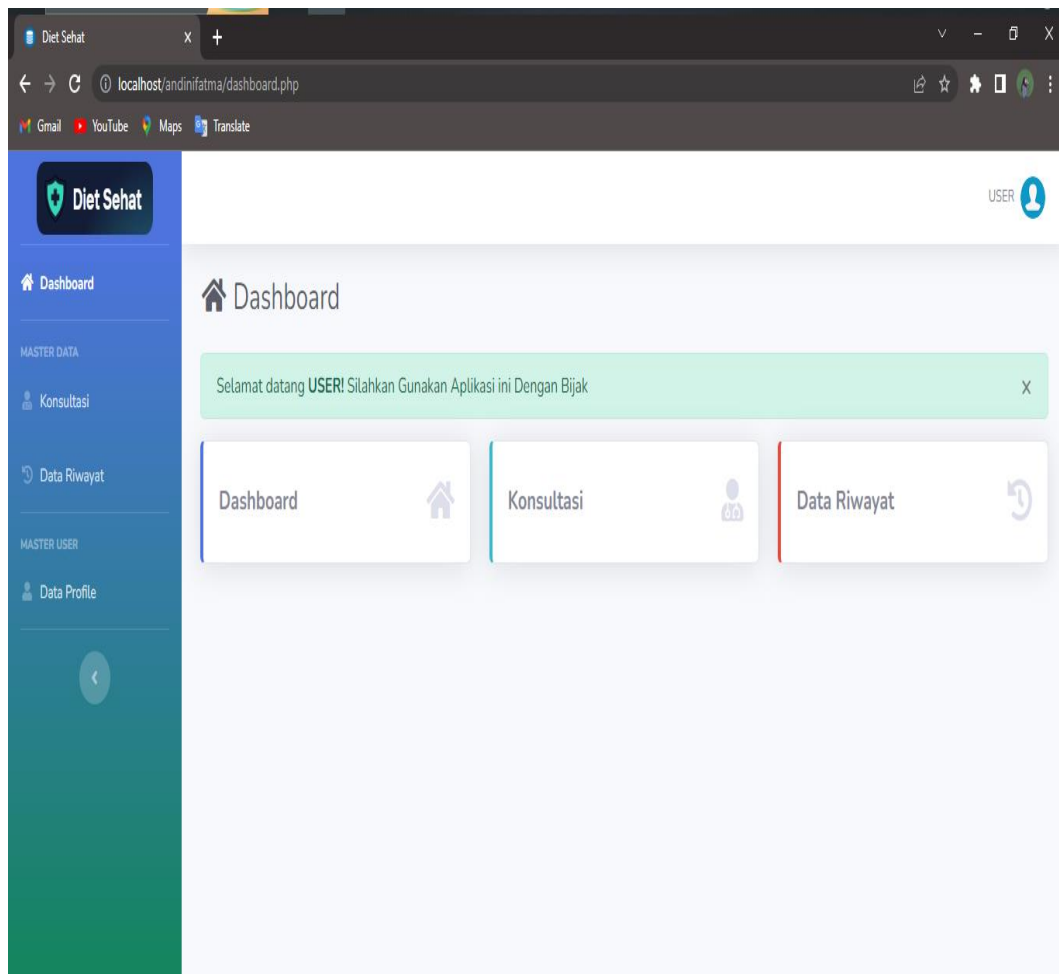 Diet Sehat
localhost/andinifatma/dashboard.php
Gmail YouTube Maps Translate
Diet Sehat
USER
Dashboard
MASTER DATA
Konsultasi
Data Riwayat
MASTER USER
Data Profile
Dashboard
Selamat datang USER! Silahkan Gunakan Aplikasi ini Dengan Bijak
Dashboard
Konsultasi
Data Riwayat